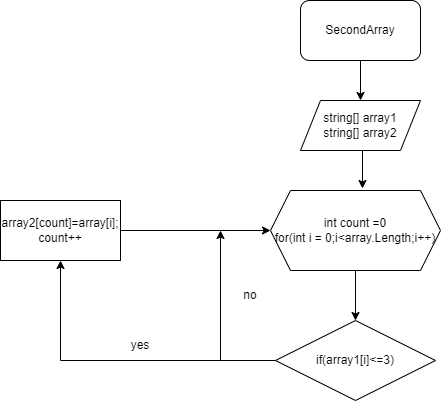 SecondArray
string[] array1
string[] array2
int count =0
for(int i = 0;i<array.Length;i++)
array2[count]=array[i];
count++
no
yes
if(array1[i]<=3)